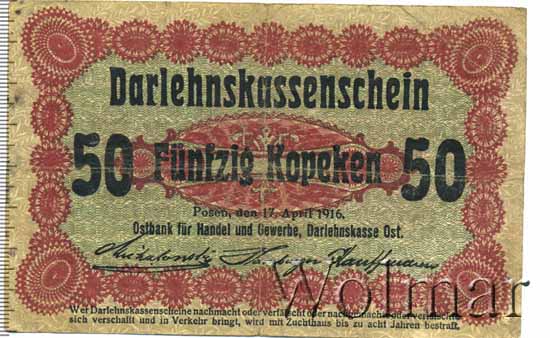 Darlehnskassenschein
50 Fünfzig Kopeken 50
Posen, den 17. April 1916.
Ostbank für Handel und Gewerbe, Darlehnskasse Ost.
Kauffmann
Wer Darlehnskassenscheine nachmacht oder verfälscht oder nachgemachte oder verfälschte
sich verschafft und in Verkehr bringt, wird mit Zuchthaus bis zu acht Jahren bestraft.
Wolmar